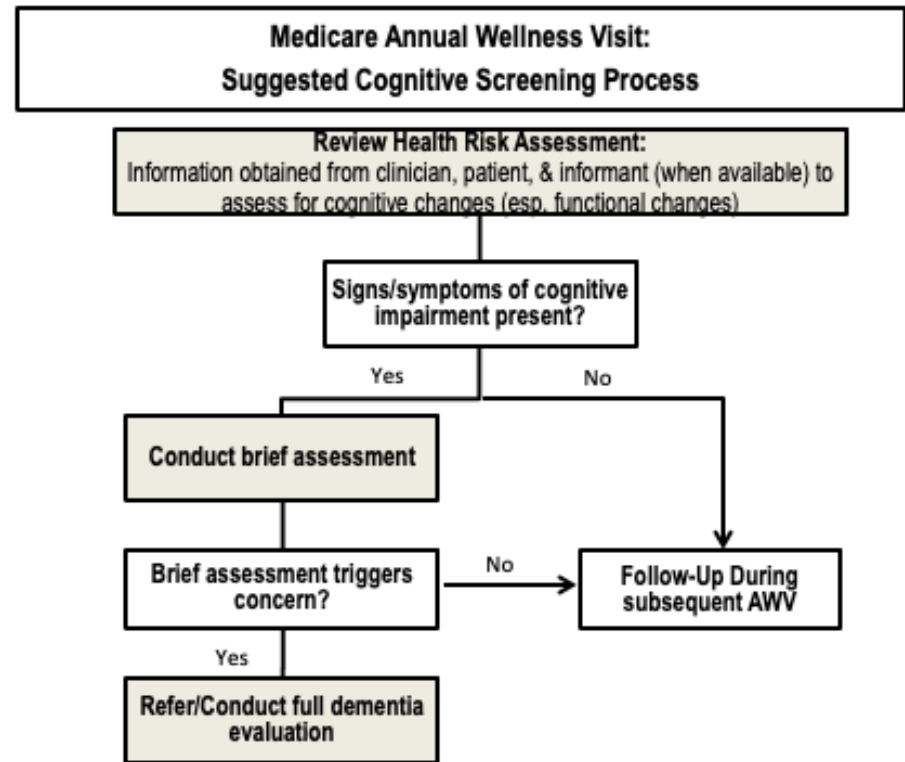 Medicare Annual Wellness Visit:
Suggested Cognitive Screening Process
Review Health Risk Assessment:
Information obtained from clinician, patient, & informant (when available) to
assess for cognitive changes (esp. functional changes)
Signs/symptoms of cognitive
impairment present?
Yes
No
Conduct brief assessment
Brief assessment triggers
concern?
No
Follow-Up During
subsequent AWV
Yes
Refer/Conduct full dementia
evaluation